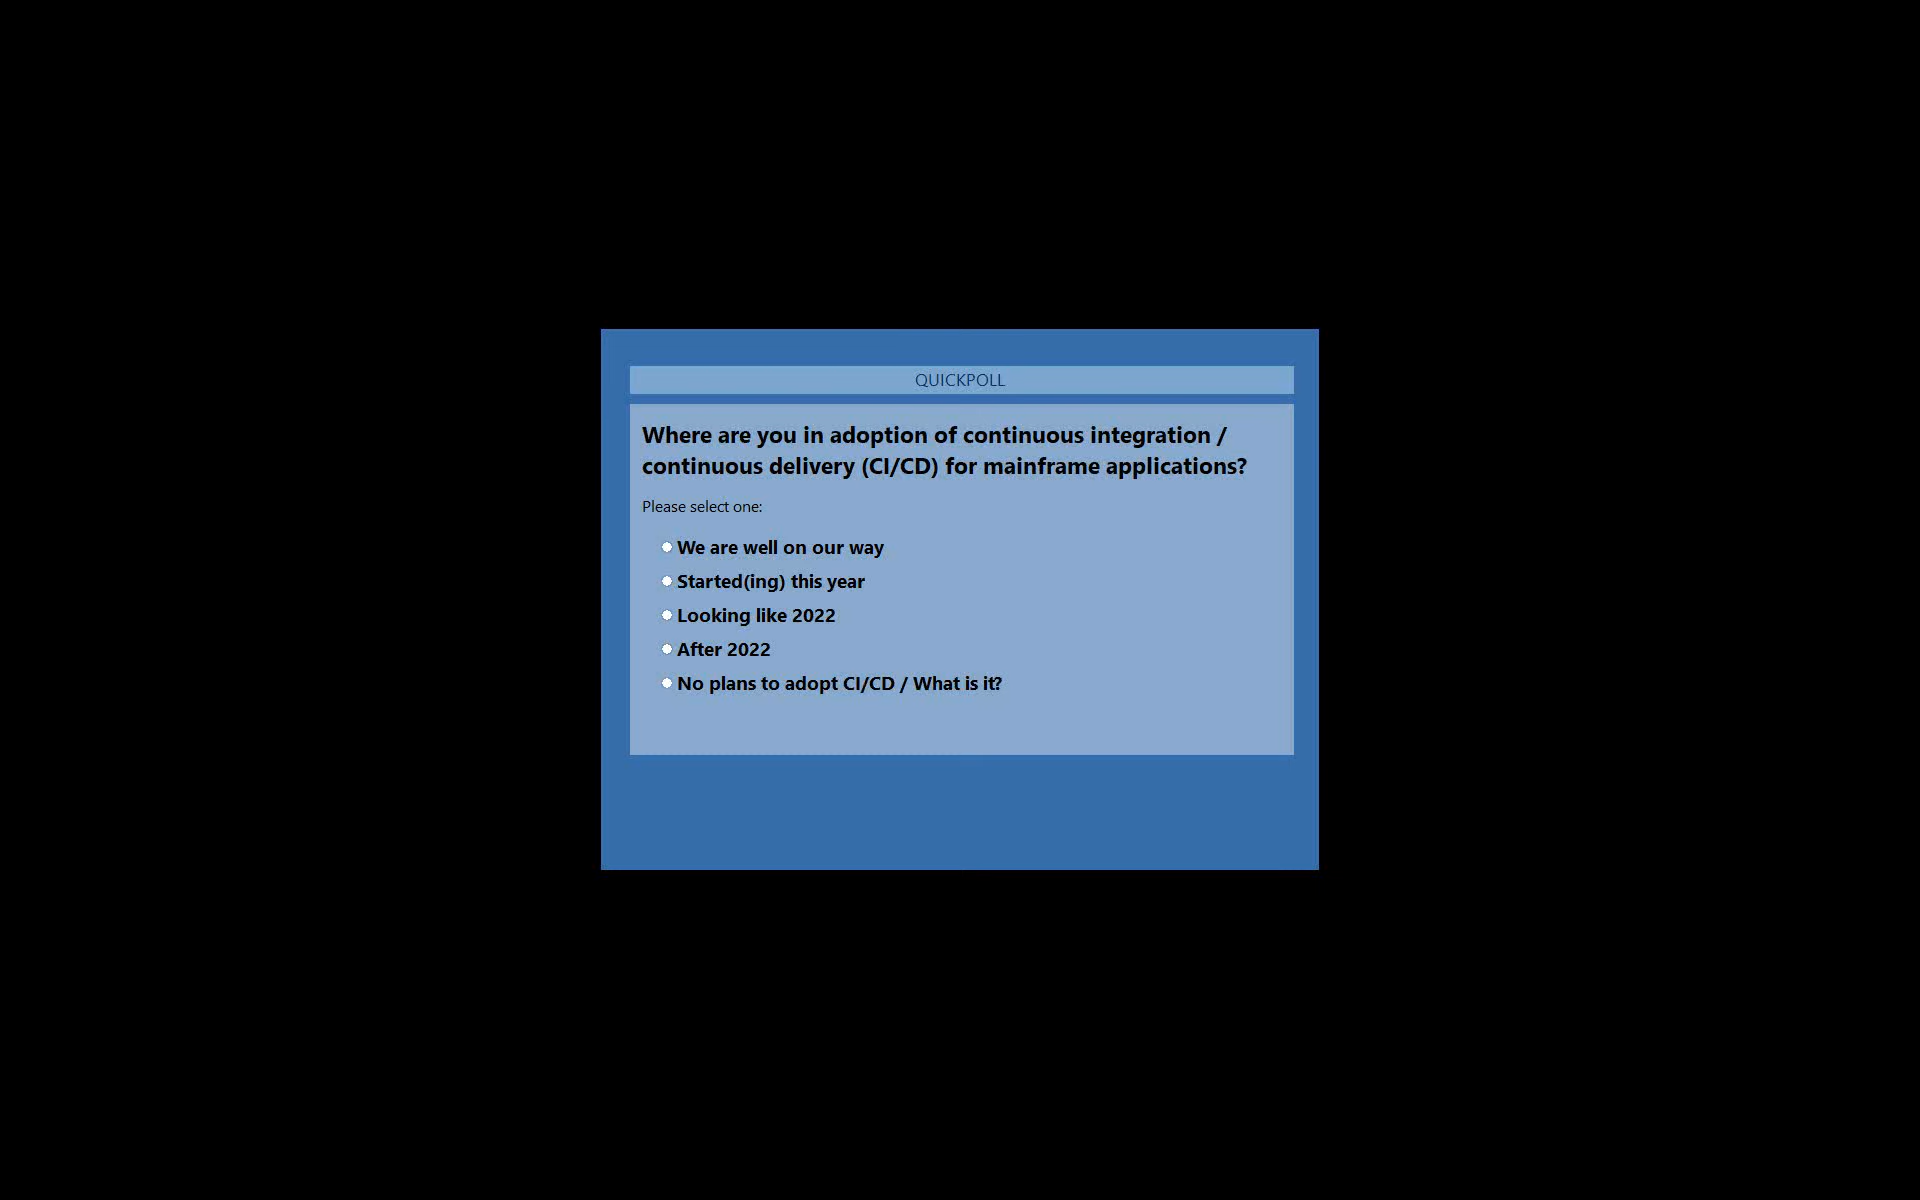 QUICKPOLL
Where are you in adoption of continuous integration /
continuous delivery (CI/CD) for mainframe applications?
Please select one:
We are well on our way
Started(ing) this year
Looking like 2022
After 2022
No plans to adopt CI/CD / What is it?